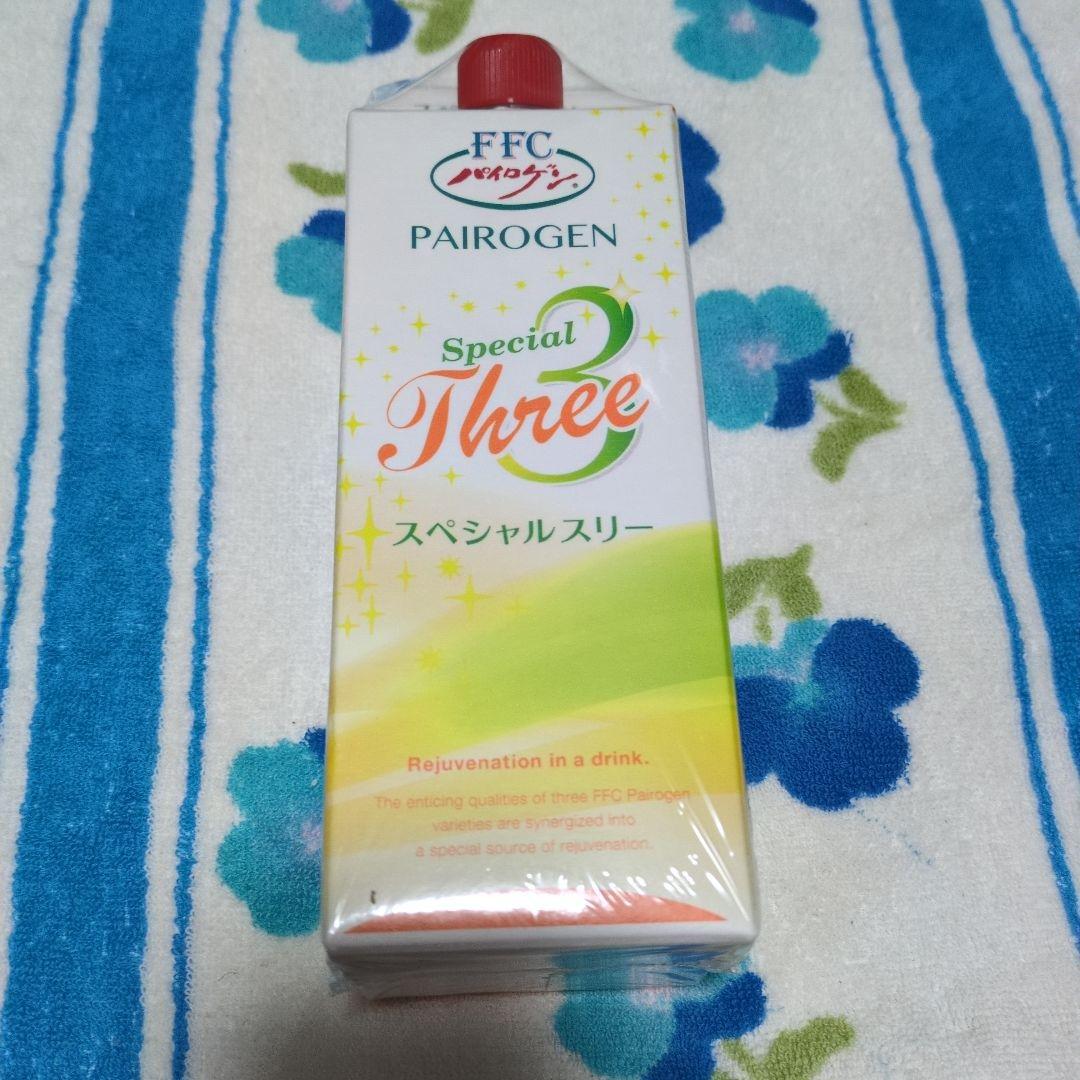 FFC
パイロゲン®
PAIROGEN
3
Special
Three
スペシャルスリー
Rejuvenation in a drink.
The enticing qualities of three FFC Pairogen
varieties are synergized into
a special source of rejuvenation.